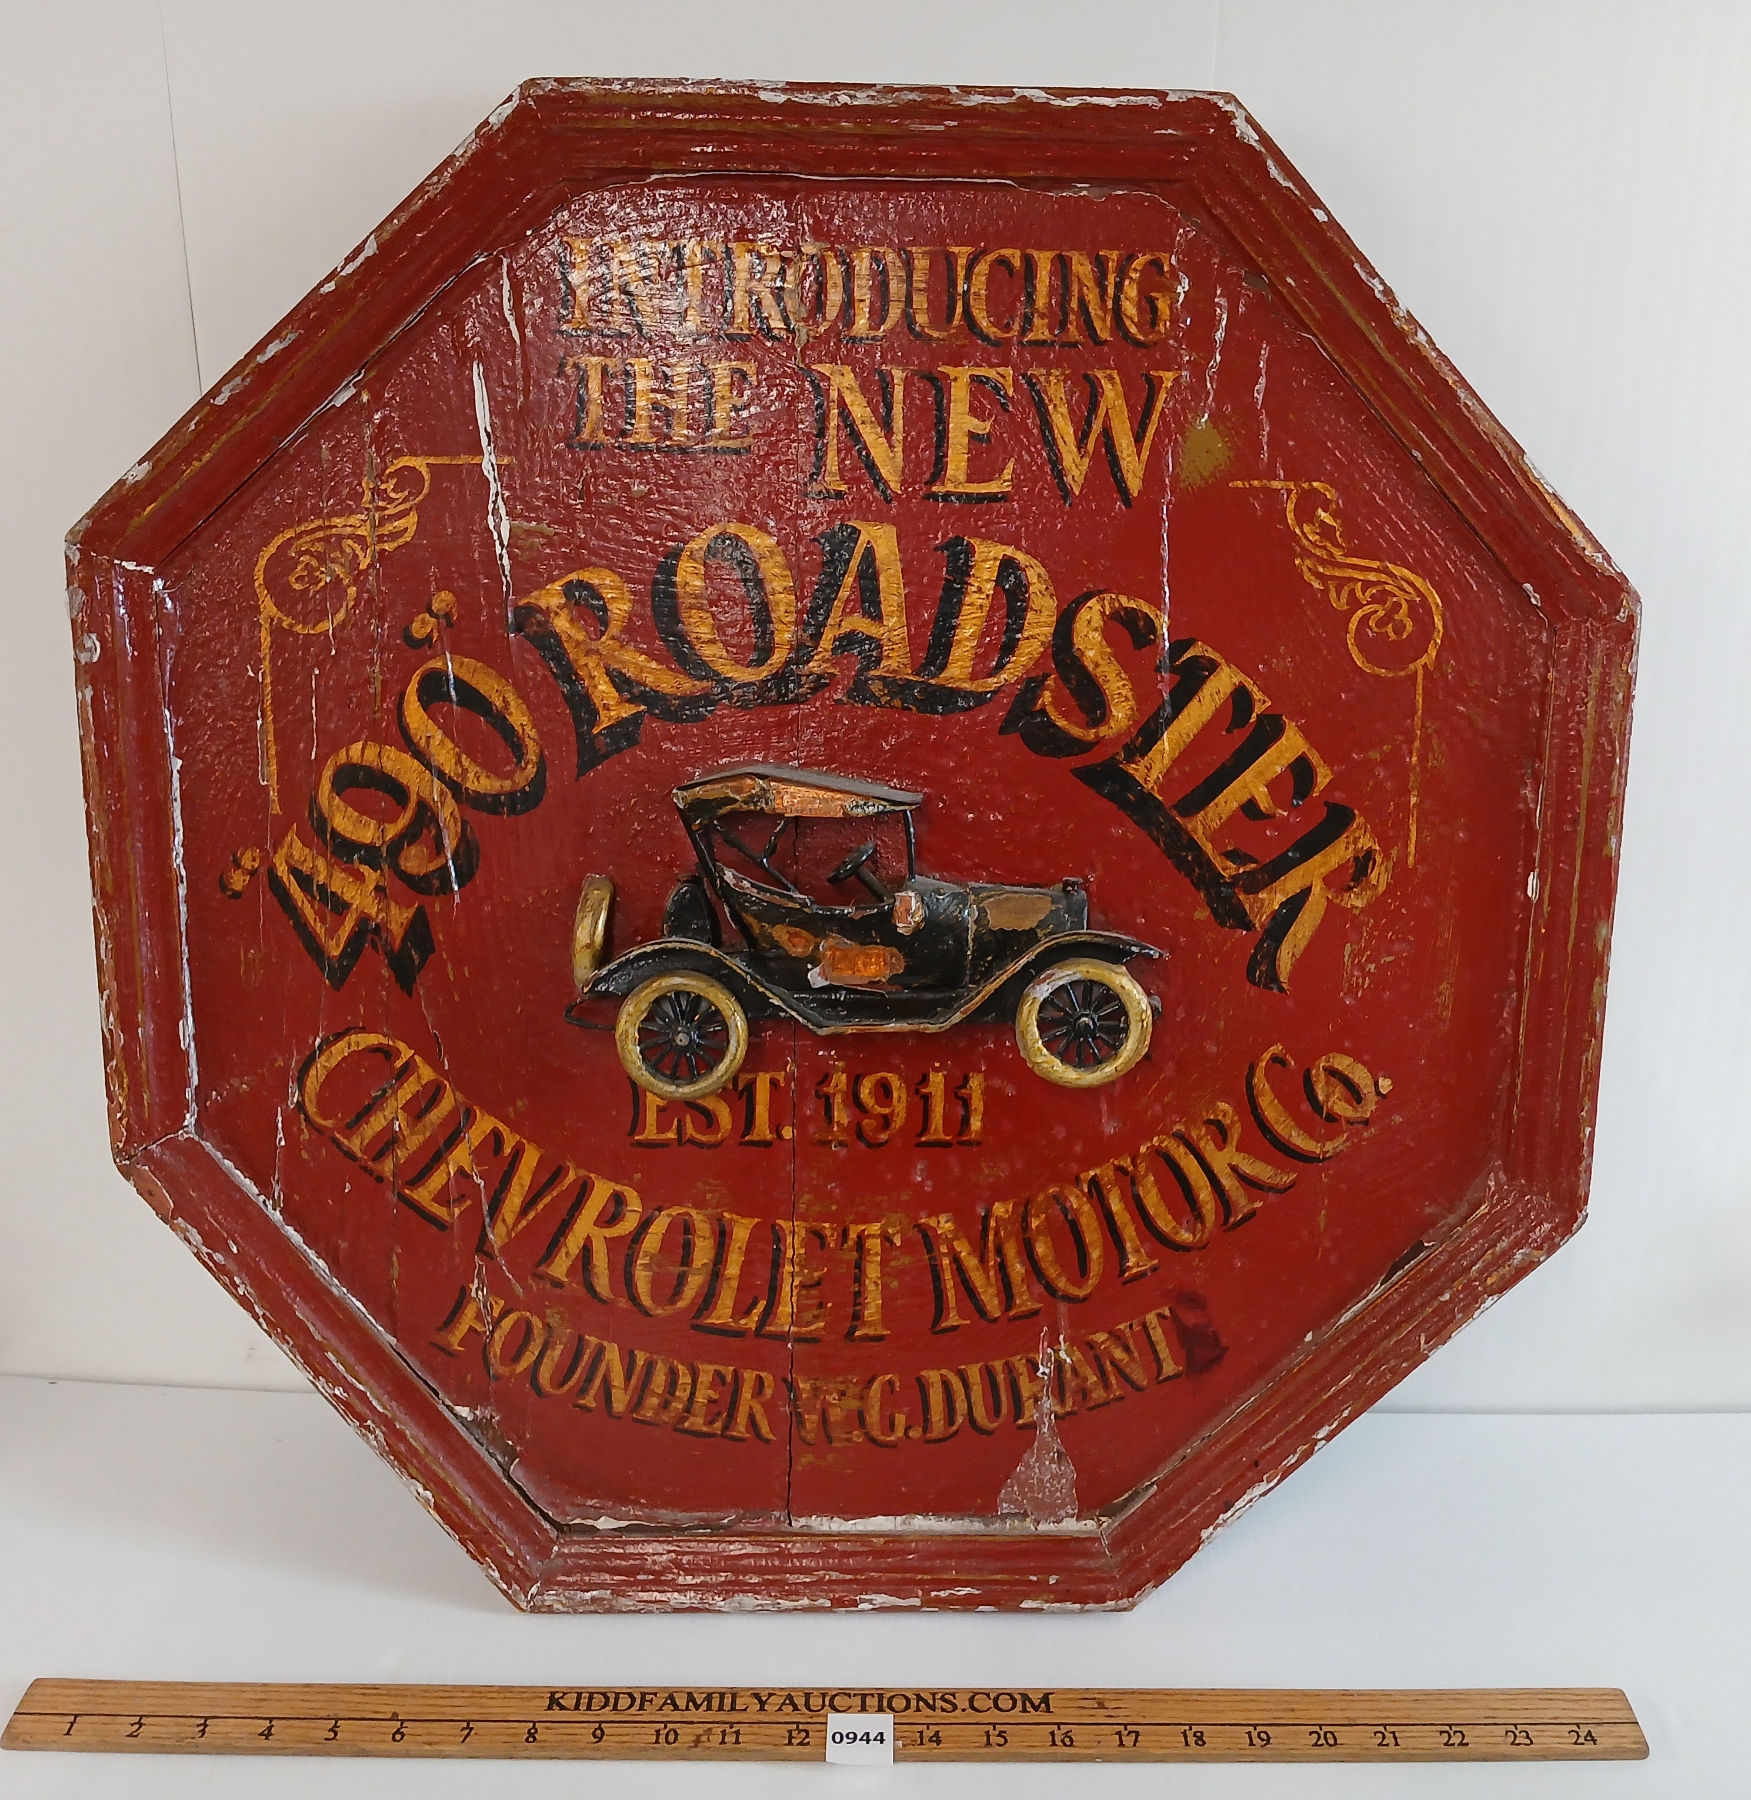 INTRODUCING
THE NEW
"490" ROADSTER
EST. 1911
CHEVROLET MOTOR Co.
FOUNDER W.C. DURANT
KIDDFAMILYAUCTIONS.COM
1 2 3 4 5 6 7 8 9 10 11 12 0944 14 15 16 17 18 19 20 21 22 23 24